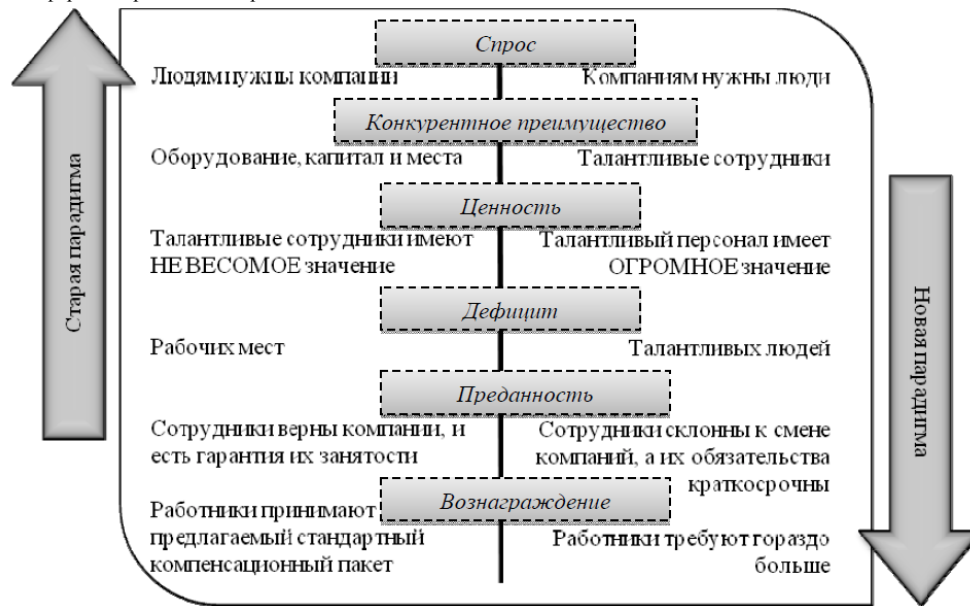 Спрос
Людям нужны компании
Компаниям нужны люди
Конкурентное преимущество
Оборудование, капитал и места
Талантливые сотрудники
Ценность
Талантливые сотрудники имеют
НЕ ВЕСОМОЕ значение
Талантливый персонал имеет
ОГРОМНОЕ значение
Дефицит
Рабочих мест
Талантливых людей
Преданность
Сотрудники верны компании, и
есть гарантия их занятости
Сотрудники склонны к смене
компаний, а их обязательства
краткосрочны
Вознаграждение
Работники принимают
предлагаемый стандартный
компенсационный пакет
Работники требуют гораздо
больше
Старая парадигма
Новая парадигма